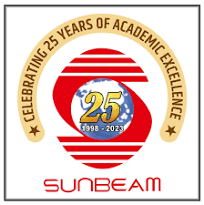 CELEBRATING 25 YEARS OF ACADEMIC EXCELLENCE
25
1998 - 2023
SUNBEAM